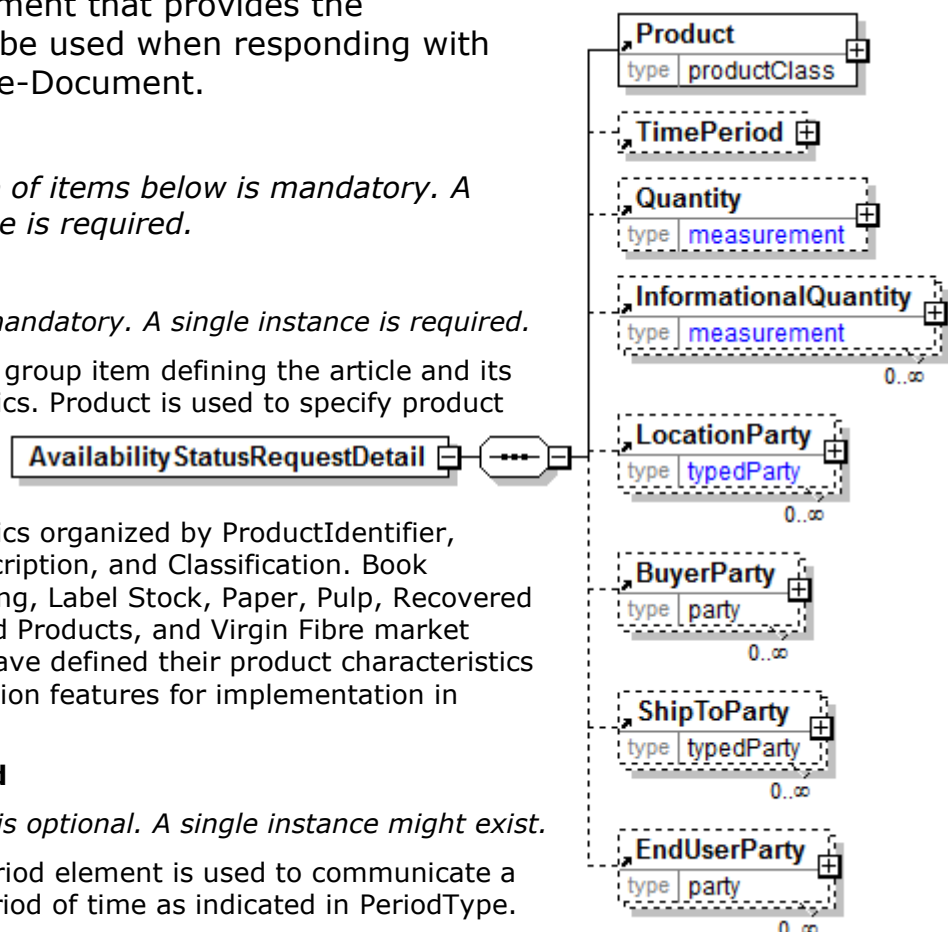 ment that provides the
be used when responding with
e-Document.
of items below is mandatory. A
e is required.
mandatory. A single instance is required.
group item defining the article and its
ics. Product is used to specify product
AvailabilityStatusRequestDetail
ics organized by ProductIdentifier,
cription, and Classification. Book
ng, Label Stock, Paper, Pulp, Recovered
d Products, and Virgin Fibre market
ave defined their product characteristics
ion features for implementation in
d
is optional. A single instance might exist.
riod element is used to communicate a
riod of time as indicated in PeriodType.
Product
type productClass
TimePeriod
Quantity
type measurement
InformationalQuantity
type measurement
0..∞
LocationParty
type typedParty
0..∞
BuyerParty
type party
0..∞
ShipToParty
type typedParty
0..∞
EndUserParty
type party
0..∞